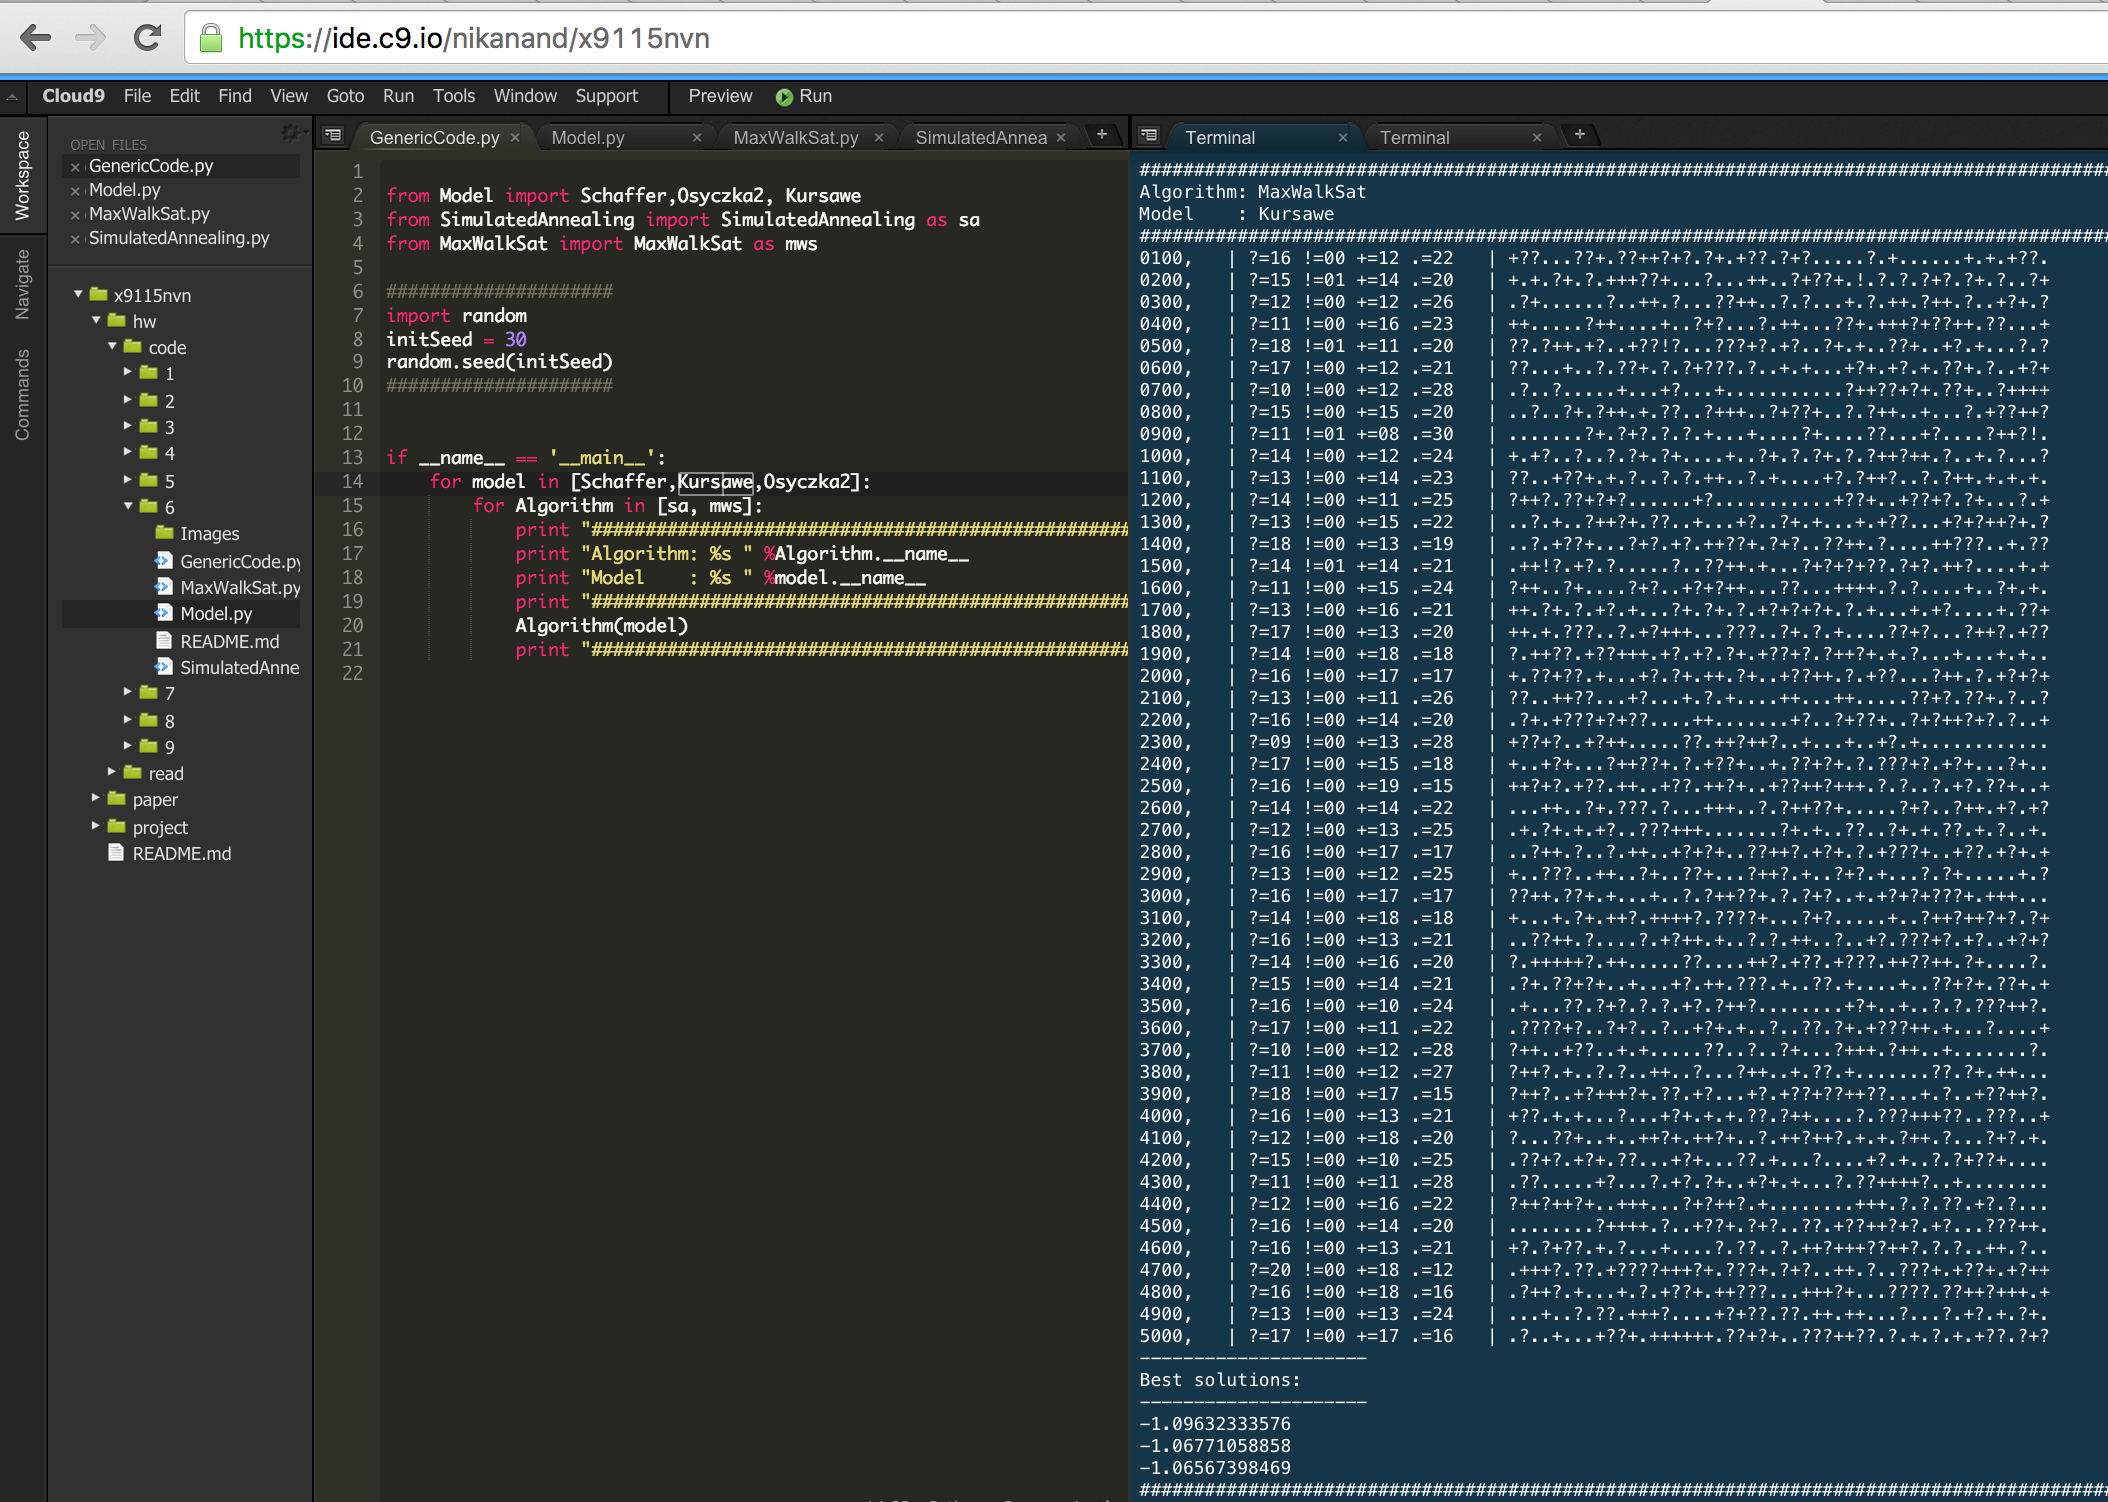 https://ide.c9.io/nikanand/x9115nvn
Cloud9 File Edit Find View Goto Run Tools Window Support Preview Run
Workspace
Navigate
Commands
OPEN FILES
GenericCode.py
Model.py
MaxWalkSat.py
SimulatedAnnealing.py
x9115nvn
hw
code
1
2
3
4
5
6
Images
GenericCode.py
MaxWalkSat.py
Model.py
README.md
SimulatedAnne
7
8
9
read
paper
project
README.md
GenericCode.py × Model.py × MaxWalkSat.py × SimulatedAnnea × +
1
2 from Model import Schaffer,Osyczka2, Kursawe
3 from SimulatedAnnealing import SimulatedAnnealing as sa
4 from MaxWalkSat import MaxWalkSat as mws
5
6 #####################
7 import random
8 initSeed = 30
9 random.seed(initSeed)
10 #####################
11
12
13 if __name__ == '__main__':
14 for model in [Schaffer,Kursawe,Osyczka2]:
15 for Algorithm in [sa, mws]:
16 print "##################################################
17 print "Algorithm: %s " %Algorithm.__name__
18 print "Model    : %s " %model.__name__
19 print "##################################################
20 Algorithm(model)
21 print "##################################################
22
Terminal × Terminal × +
##########################################################################################
Algorithm: MaxWalkSat
Model    : Kursawe
##########################################################################################
0100,   | ?=16 !=00 +=12 .=22   | +??...??+.??++?+?.?+.+??.?+?.....?.+......+.+.+??.
0200,   | ?=15 !=01 +=14 .=20   | +.+.?+.?.+++??+...?...++..?+??+.!.?.?.?+?.?+.?..?+
0300,   | ?=12 !=00 +=12 .=26   | .?+......?..++.?...??++..?.?...+.?.++.?++.?..+?+.?
0400,   | ?=11 !=00 +=16 .=23   | ++.....?++....+..?+?...?.++...??+.+++?+??++.??...+
0500,   | ?=18 !=01 +=11 .=20   | ??.?++.+?..+??!?...???+?.+?..?+.+..??+..+?.+...?.?
0600,   | ?=17 !=00 +=12 .=21   | ??...+..?.??+.?.?+???.?..+.+...+?+.+?.+.??+.?..+?+
0700,   | ?=10 !=00 +=12 .=28   | .?..?.....+...+?...+...........?++??+?+.??+..?++++
0800,   | ?=15 !=00 +=15 .=20   | ..?..?+.?++.+.??..?+++..?+??+..?.?++..+...?.+??++?
0900,   | ?=11 !=01 +=08 .=30   | .......?+.?+?.?.?.+...+....?+....??...+?....?++?!.
1000,   | ?=14 !=00 +=12 .=24   | .+.+?..+?.?..+..??...+?.+.?...?.?++??.+?..?..+.+.?
1100,   | ?=13 !=00 +=14 .=23   | ??..+??+.+..?..?.?...+.+?+.+?.+.?++...+...++.??.+.
1200,   | ?=14 !=00 +=11 .=25   | ?++?.??+?+.......+?...........+??+..+?.?+?.?...?.+
1300,   | ?=13 !=00 +=15 .=22   | ..?.+..?++?+.??..+...+?..?+..+...+?...+?+?++?+.?
1400,   | ?=18 !=00 +=13 .=19   | ..?.+??+...?+?.?.++??+.?+?..??++.?....++???..+.??
1500,   | ?=14 !=01 +=14 .=21   | .++!?.+?.+?.....?..??++.+...?+?+?+??.?+?.++?....+.+
1600,   | ?=11 !=00 +=15 .=24   | ?++..?+....?+..?+?+?++...??...++++....+..?+.+.
1700,   | ?=13 !=00 +=16 .=21   | ++.?+.?.+?.?...?.+?.+.?.+?+?+?+.?.+...+.+?....+.??+
1800,   | ?=17 !=00 +=13 .=20   | ++.+.???..?.+?+++...???..?+.?.+....??+?...?++?.+??
1900,   | ?=14 !=00 +=18 .=18   | ?.++??.+??+++.+?.+?.?+.+??+?.?++?+.+.?...+...+.+..
2000,   | ?=16 !=00 +=17 .=17   | +.??+??..+...+?.?+.++.?+..+??++.?.+??...?++.?.+?+?+
2100,   | ?=13 !=00 +=11 .=26   | ??..++??...+?...+.?.+....++...++.....??+?.??+.?..?
2200,   | ?=16 !=00 +=14 .=20   | .?+.+???+?+??....++.......+?..?+??+..?+?++?+?.?..+
2300,   | ?=09 !=00 +=13 .=28   | +??+?..+?++.....??.++?++?..+...+..+?.+............
2400,   | ?=17 !=00 +=15 .=18   | +..+?+...?++??+.?.+??+..+..+.??+?+.?.???+?.+?+...?+..
2500,   | ?=16 !=00 +=19 .=15   | ++?+?.+??.++..+??.++?+..+??++?+++.?..?.+?.+.??+..+
2600,   | ?=14 !=00 +=14 .=22   | ...++..?+.???.?...+++..?.?++??+.....?+?..?++.+?.+?
2700,   | ?=12 !=00 +=13 .=25   | .+.?+.+.+?..???+++.......?+.+..??..?.+.??.+.?..+.
2800,   | ?=16 !=00 +=17 .=17   | ..?++.?..?.++..+?+?+..??++?.+?+.?.+???+..+??.+?+.+
2900,   | ?=13 !=00 +=12 .=25   | +..???..++..?+..??+...?++?.+..+?+?.+...?.?+.....+.?
3000,   | ?=16 !=00 +=17 .=17   | ??++.??+.+...+..?.?++??+.?.?+?..+.+?+?+???+.+++...
3100,   | ?=14 !=00 +=18 .=18   | +...+.?+.++?.++++?.????+...?+?.....+..?++?++?+?.?+
3200,   | ?=16 !=00 +=13 .=21   | ..??++.?....?.+?++.+..?.?.++..?..+?.???+?.+?..+?+?
3300,   | ?=14 !=00 +=16 .=20   | ?.+++++?.++.....??....++?.+??.+???.++??++.?+....?.
3400,   | ?=15 !=00 +=14 .=21   | .?+.??+?+..+...+?.++.???.+..??.+....+..??+?+.??+.+
3500,   | ?=16 !=00 +=10 .=24   | .+...??.?+?.?.?.+?.?++?........+?+..+..?.?.???++?.
3600,   | ?=17 !=00 +=11 .=22   | .????+?..?+?..?..+?+.+..?..??.?.+???++.+...?....+
3700,   | ?=10 !=00 +=12 .=28   | ?++..+??..+.+.....??..?..?+...?+++.?++..+.......?.
3800,   | ?=11 !=00 +=12 .=27   | ?++?.+..?.?..++..?...?++..+.??.+.......??.?+.++...
3900,   | ?=18 !=00 +=17 .=15   | ?++?..+?+++?+.??.+?...+?.+??++?++??...+.?..+??++?.
4000,   | ?=16 !=00 +=13 .=21   | +??.+.+...?...+?+.+.+.??.?++....?.???+++??..???..+
4100,   | ?=12 !=00 +=18 .=20   | ?...??+..+..++?+.++?+..?.++?++?.+.+.?++.?...?+?.+.
4200,   | ?=15 !=00 +=10 .=25   | .??+?.+?+.??...+?+...??.+...?....+?.+..?.?+??+....
4300,   | ?=11 !=00 +=11 .=28   | .??.....+?...?.+?.?+..+?+.+...?.??++++?..+........
4400,   | ?=12 !=00 +=16 .=22   | ?++?++?+..+++...?+?++?.+........+++.?.?.??.+?.?...
4500,   | ?=16 !=00 +=14 .=20   | ........?++++.?..+??+.?+?..??.+??++?+?.+?...???++.
4600,   | ?=16 !=00 +=13 .=21   | +?.?+??.+.?...+....?.??..?.++?+++??++?.?.?..++.?..
4700,   | ?=20 !=00 +=18 .=12   | .+++?.??.+????+++?+.???+.?+?..++.?..???+.+??+.+?++
4800,   | ?=16 !=00 +=18 .=16   | .?++?.+...+.?.+??+.++???...+++?+...????.??++?+++.+
4900,   | ?=13 !=00 +=13 .=24   | ...+..?.??.+++?....+?+??.??.++.++...?...?.+?.+.?+.
5000,   | ?=17 !=00 +=17 .=16   | .?..+...+??+.++++++.??+?+..???++??.?.+.?.+.+??.?+?
---------------------
Best solutions:
---------------------
-1.09632333576
-1.06771058858
-1.06567398469
##########################################################################################